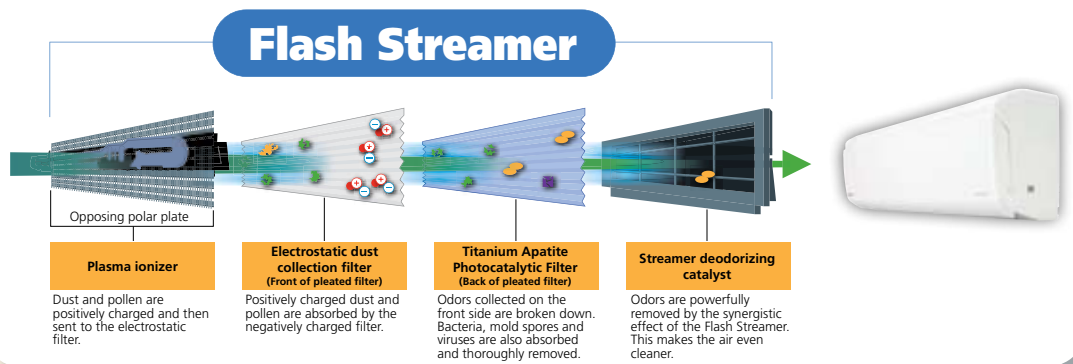 Flash Streamer
Opposing polar plate
Plasma ionizer
Dust and pollen are
positively charged and then
sent to the electrostatic
filter.
Electrostatic dust
collection filter
(Front of pleated filter)
Positively charged dust and
pollen are absorbed by the
negatively charged filter.
Titanium Apatite
Photocatalytic Filter
(Back of pleated filter)
Odors collected on the
front side are broken down.
Bacteria, mold spores and
viruses are also absorbed
and thoroughly removed.
Streamer deodorizing
catalyst
Odors are powerfully
removed by the synergistic
effect of the Flash Streamer.
This makes the air even
cleaner.